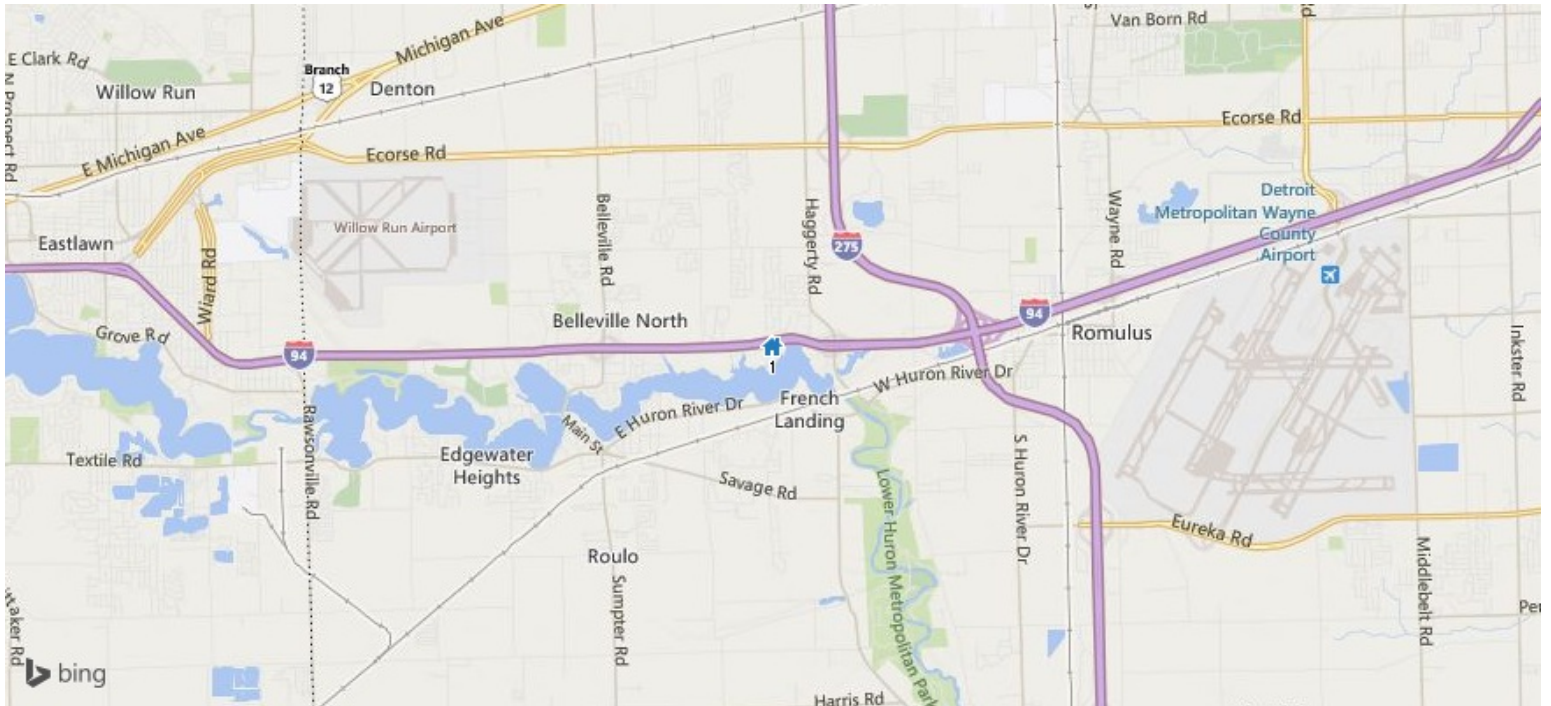 Van Born Rd
Michigan Ave
E Clark Rd
Branch
12
Denton
Willow Run
N Prospect Rd
E Michigan Ave
Ecorse Rd
Ecorse Rd
Belleville Rd
Haggerty Rd
Wayne Rd
Detroit
Metropolitan Wayne
County
Airport
Willow Run Airport
Eastlawn
Wiard Rd
275
94
Belleville North
Romulus
Grove Rd
94
1
Inkster Rd
W Huron River Dr
French
Landing
E Huron River Dr
Main St
Rawsonville Rd
Textile Rd
Edgewater
Heights
Savage Rd
Lower Huron Metropolitan Park
S Huron River Dr
Eureka Rd
Roulo
Sumpter Rd
Middlebelt Rd
bing
Harris Rd